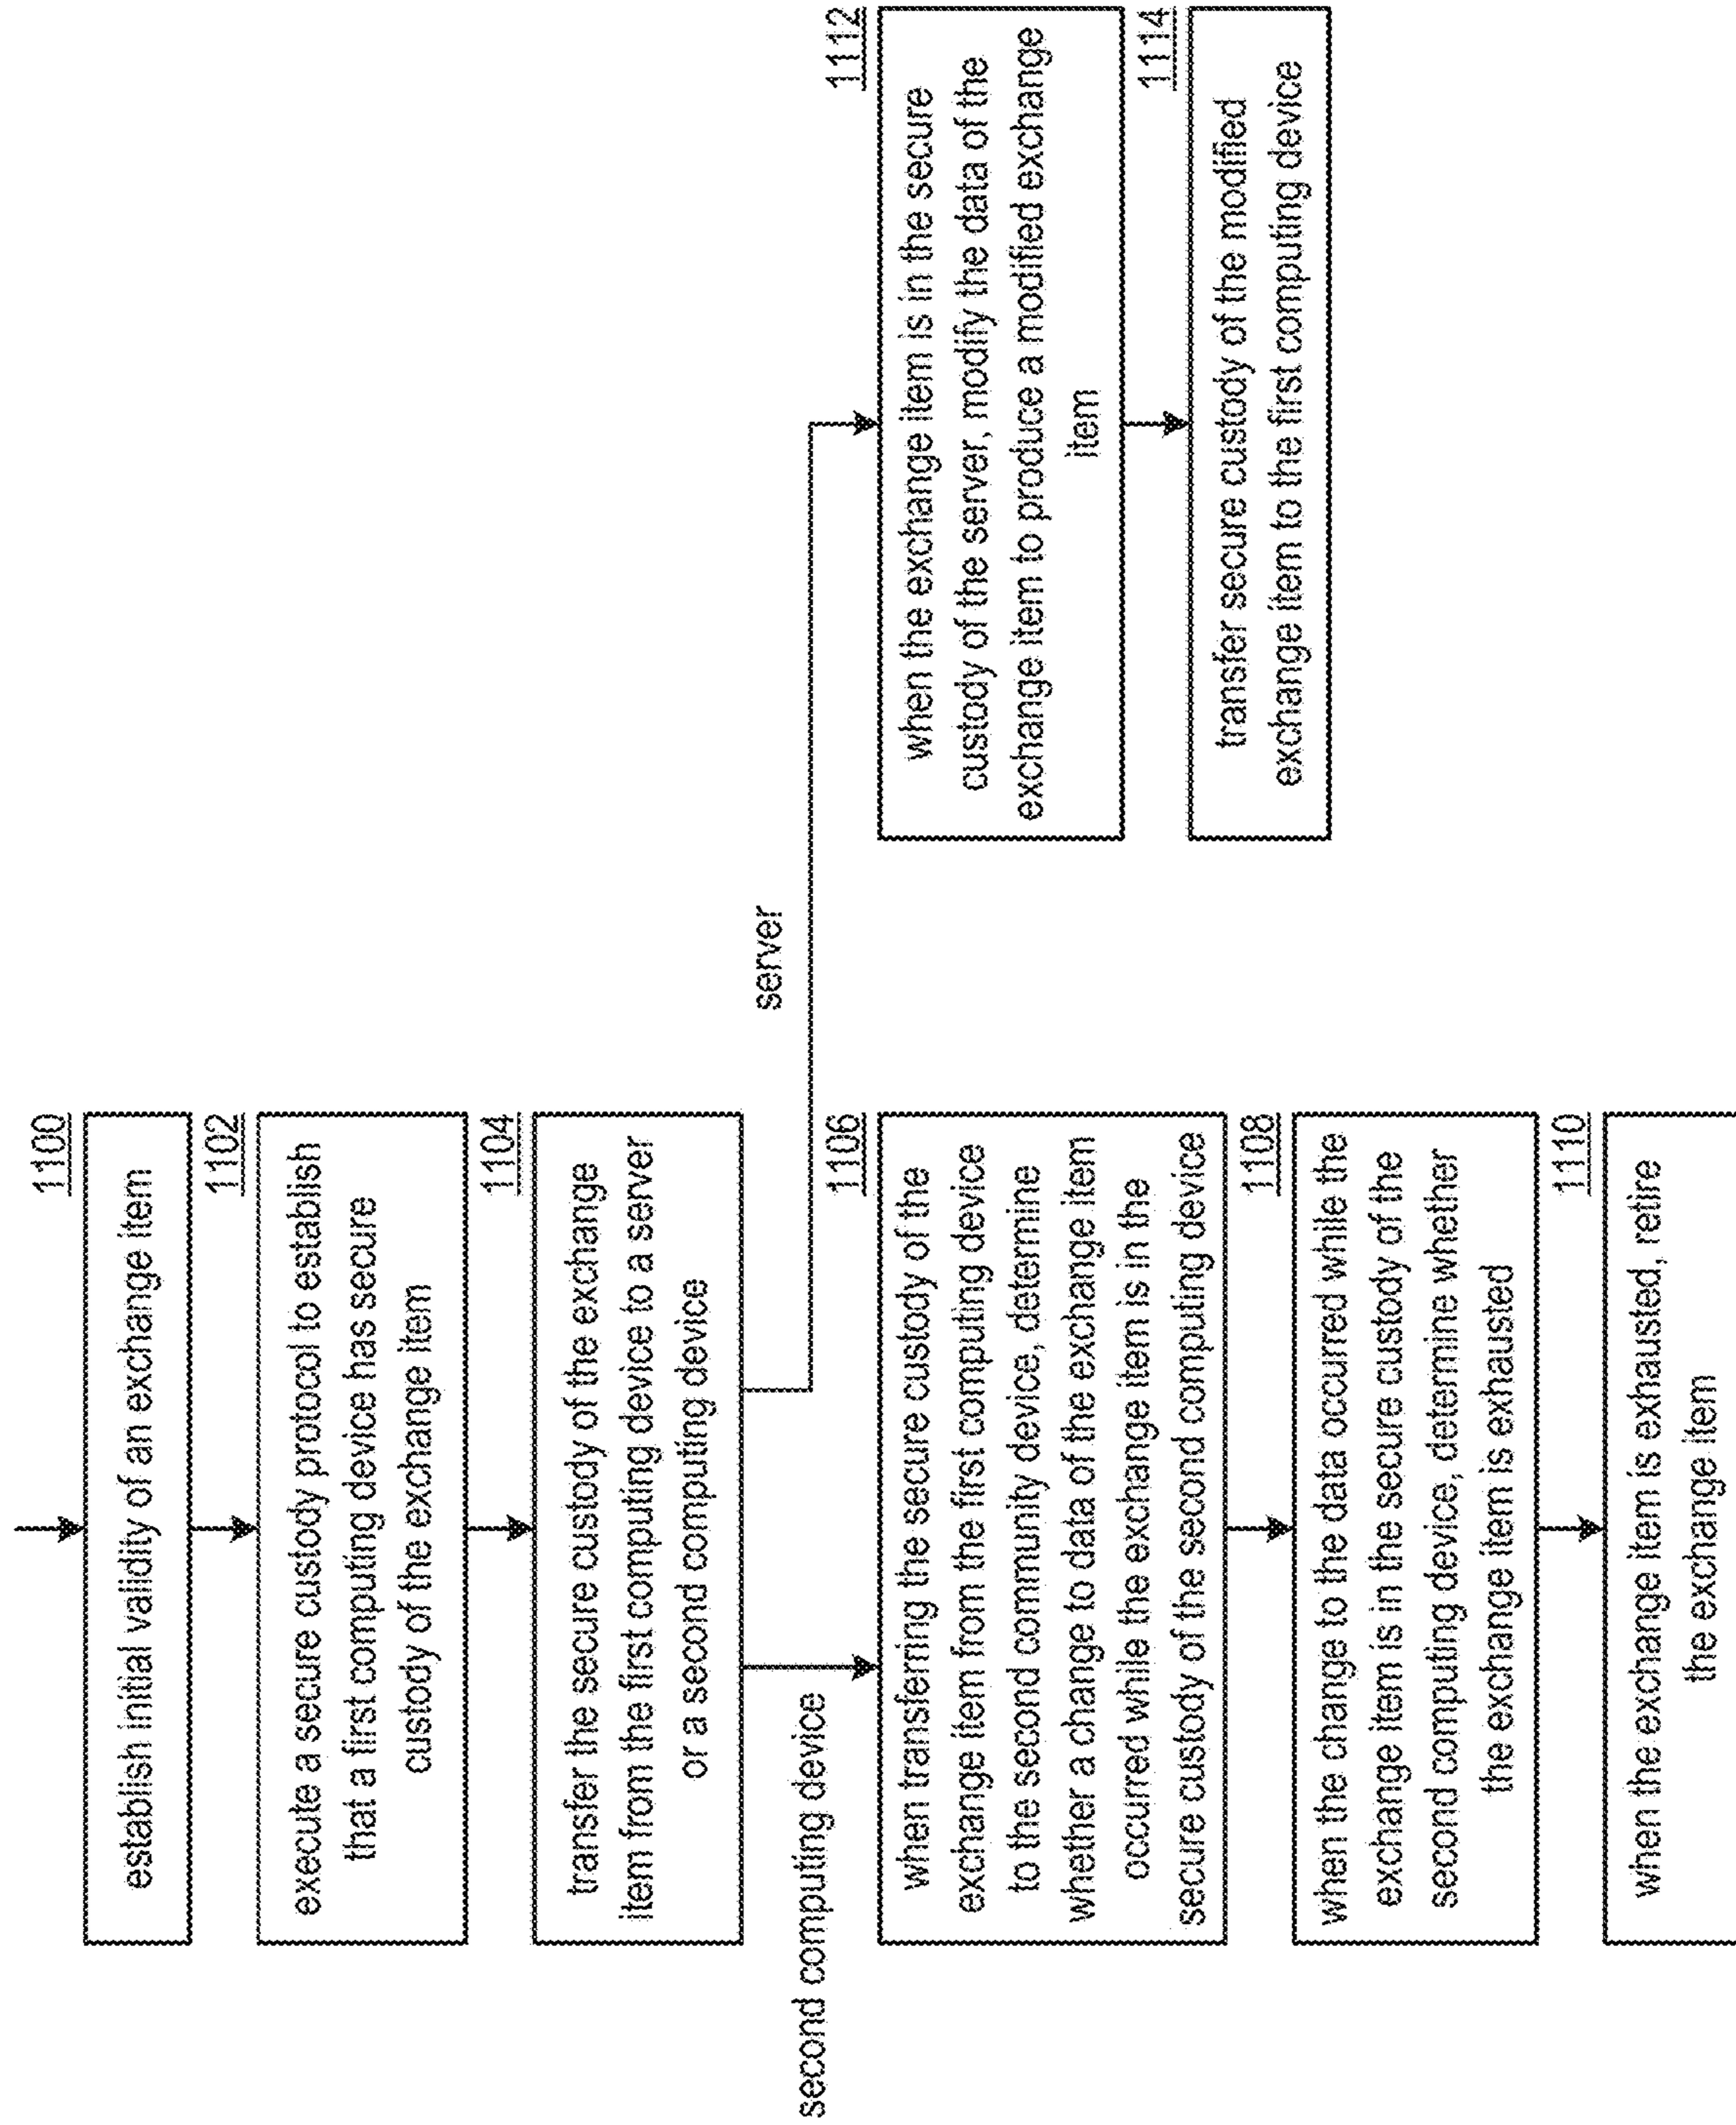 1100
establish initial validity of an exchange item
1102
execute a secure custody protocol to establish
that a first computing device has secure
custody of the exchange item
1104
transfer the secure custody of the exchange
item from the first computing device to a server
or a second computing device
second computing device
server
1106
when transferring the secure custody of the
exchange item from the first computing device
to the second community device, determine
whether a change to data of the exchange item
occurred while the exchange item is in the
secure custody of the second computing device
1108
when the change to the data occurred while the
exchange item is in the secure custody of the
second computing device, determine whether
the exchange item is exhausted
1110
when the exchange item is exhausted, retire
the exchange item
1112
when the exchange item is in the secure
custody of the server, modify the data of the
exchange item to produce a modified exchange
item
1114
transfer secure custody of the modified
exchange item to the first computing device